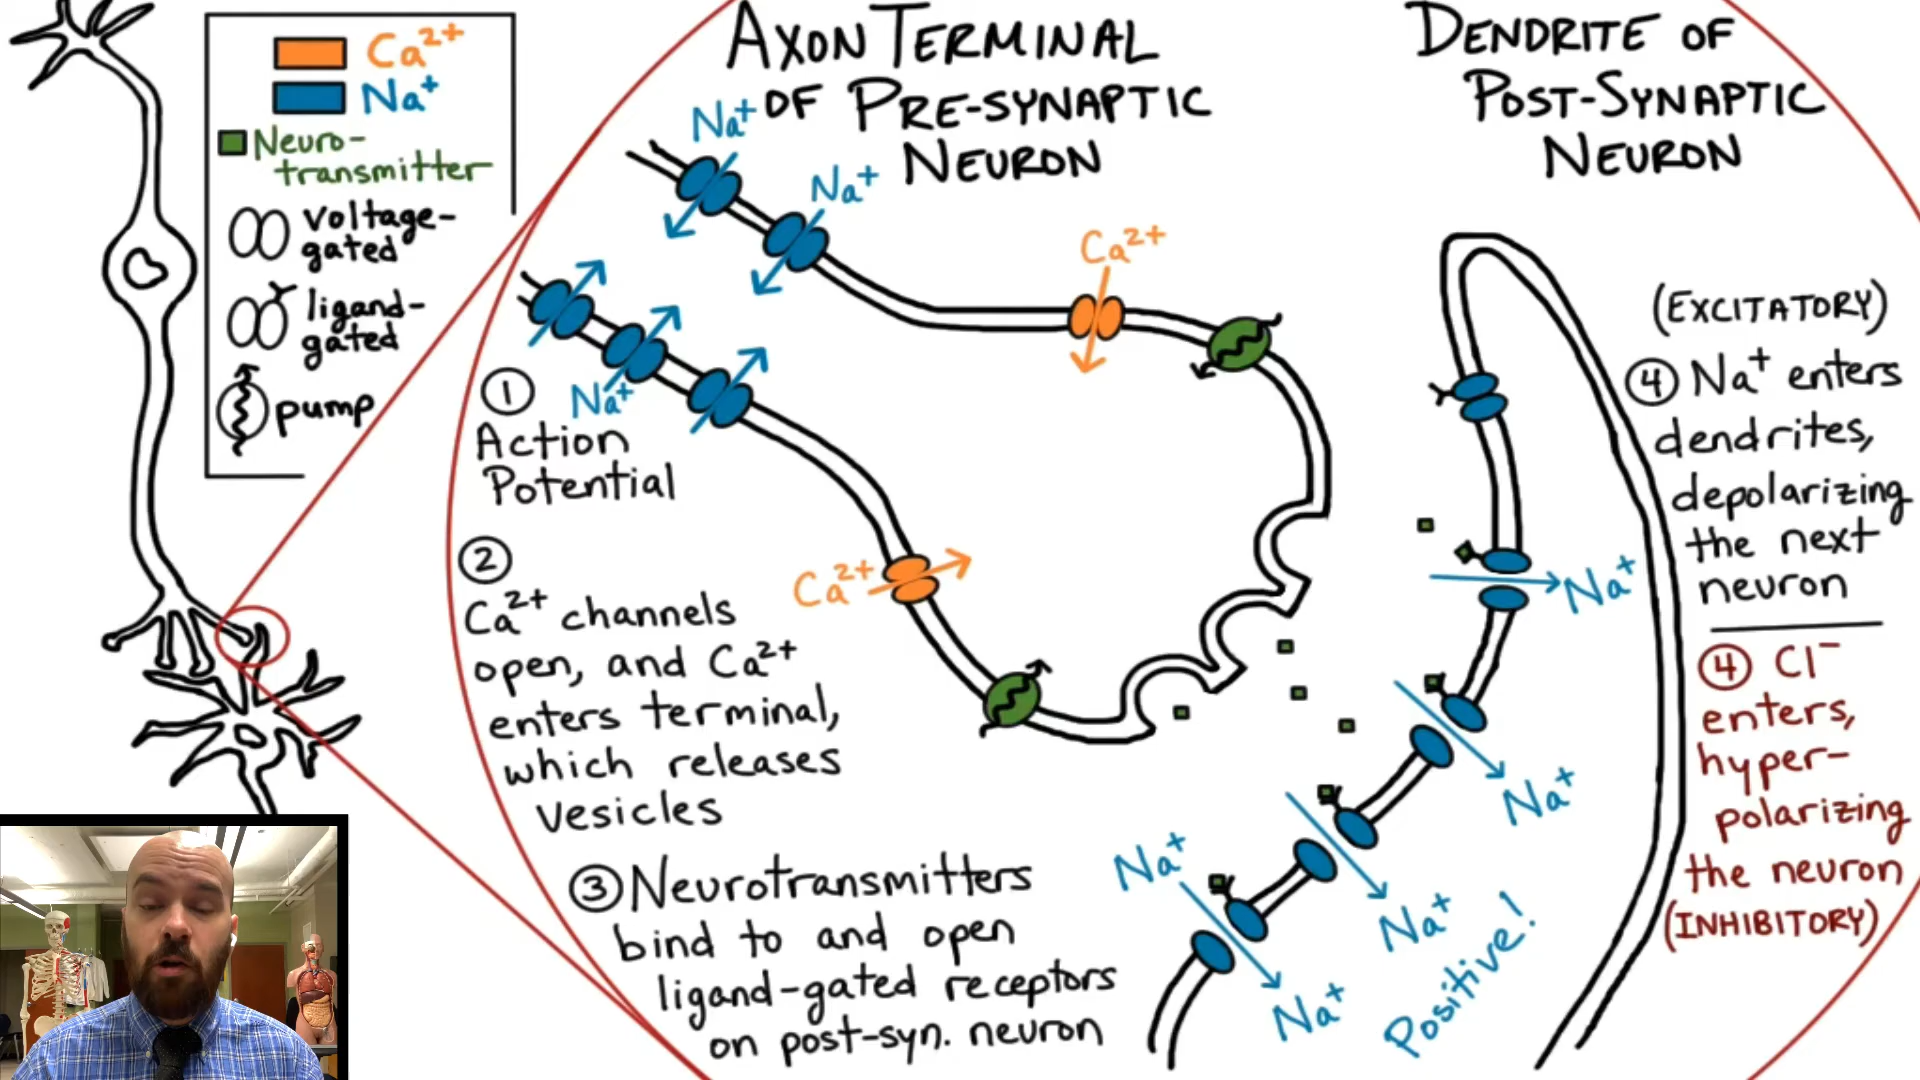 Ca²⁺
Na⁺
Neuro-
transmitter
voltage-
gated
ligand-
gated
pump
AXON TERMINAL
OF PRE-SYNAPTIC
NEURON
DENDRITE OF
POST-SYNAPTIC
NEURON
Na⁺
Na⁺
Ca²⁺
Na⁺
① Action
Potential
②
Ca²⁺ channels
open, and Ca²⁺
enters terminal,
which releases
vesicles
Ca²⁺
③ Neurotransmitters
bind to and open
ligand-gated receptors
on post-syn. neuron
(EXCITATORY)
④ Na⁺ enters
dendrites,
depolarizing
the next
neuron
④ Cl⁻
enters,
hyper-
polarizing
the neuron
(INHIBITORY)
Na⁺
Na⁺
Na⁺
Na⁺
Na⁺
Positive!